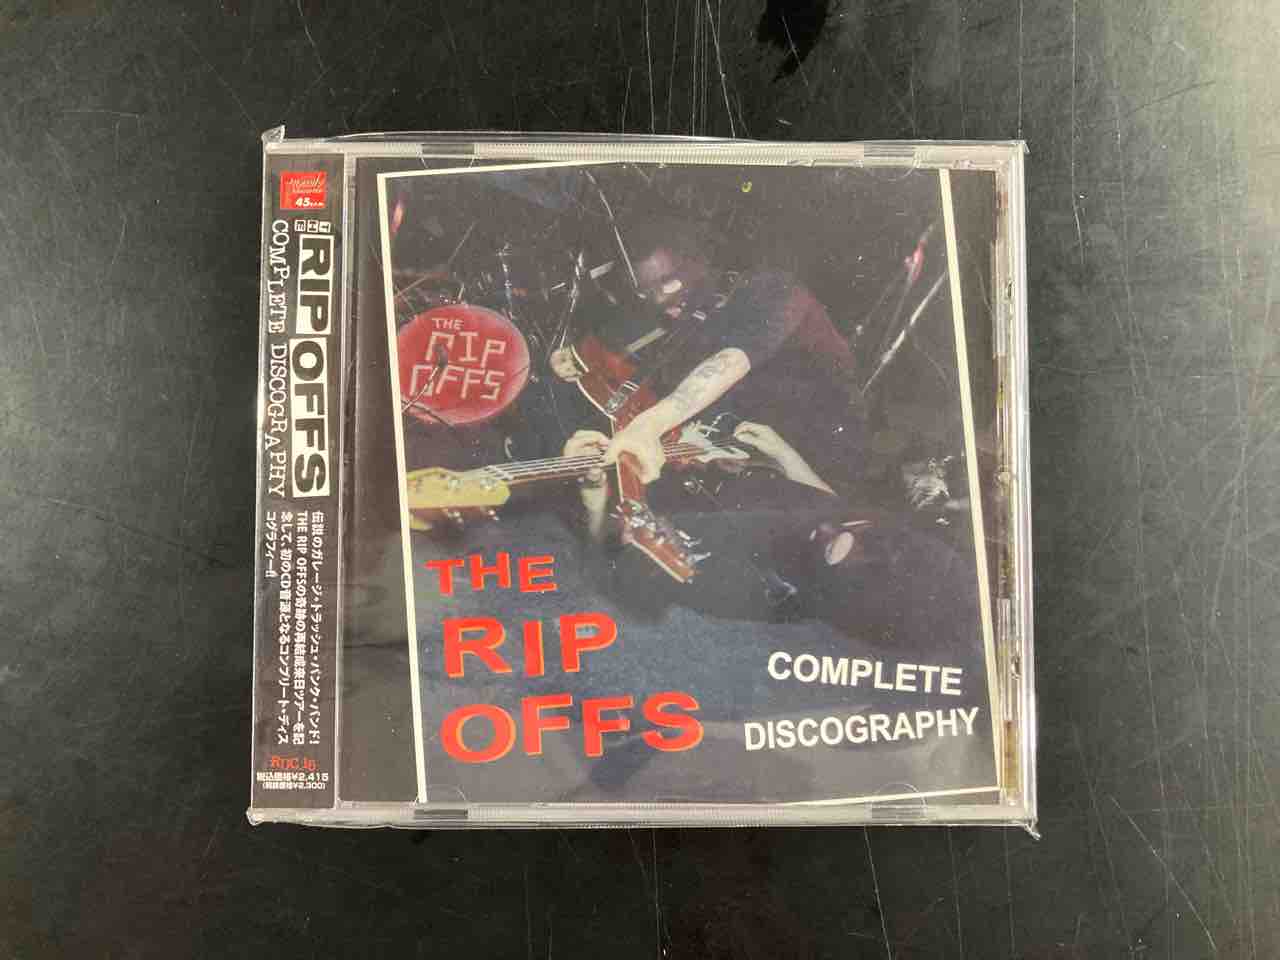 45 R.P.M.
THE
RIP OFFS
COMPLETE DISCOGRAPHY
伝説のガレージ・トラッシュ・パンク・バンド!
THE RIP OFFSの奇跡の再結成来日ツアーを記
念して、初のCD音源となるコンプリート・ディス
コグラフィー!!
RDC 16
税込価格¥2,415
(税抜価格¥2,300)
THE
RIP
OFFS
THE
RIP
OFFS
COMPLETE
DISCOGRAPHY